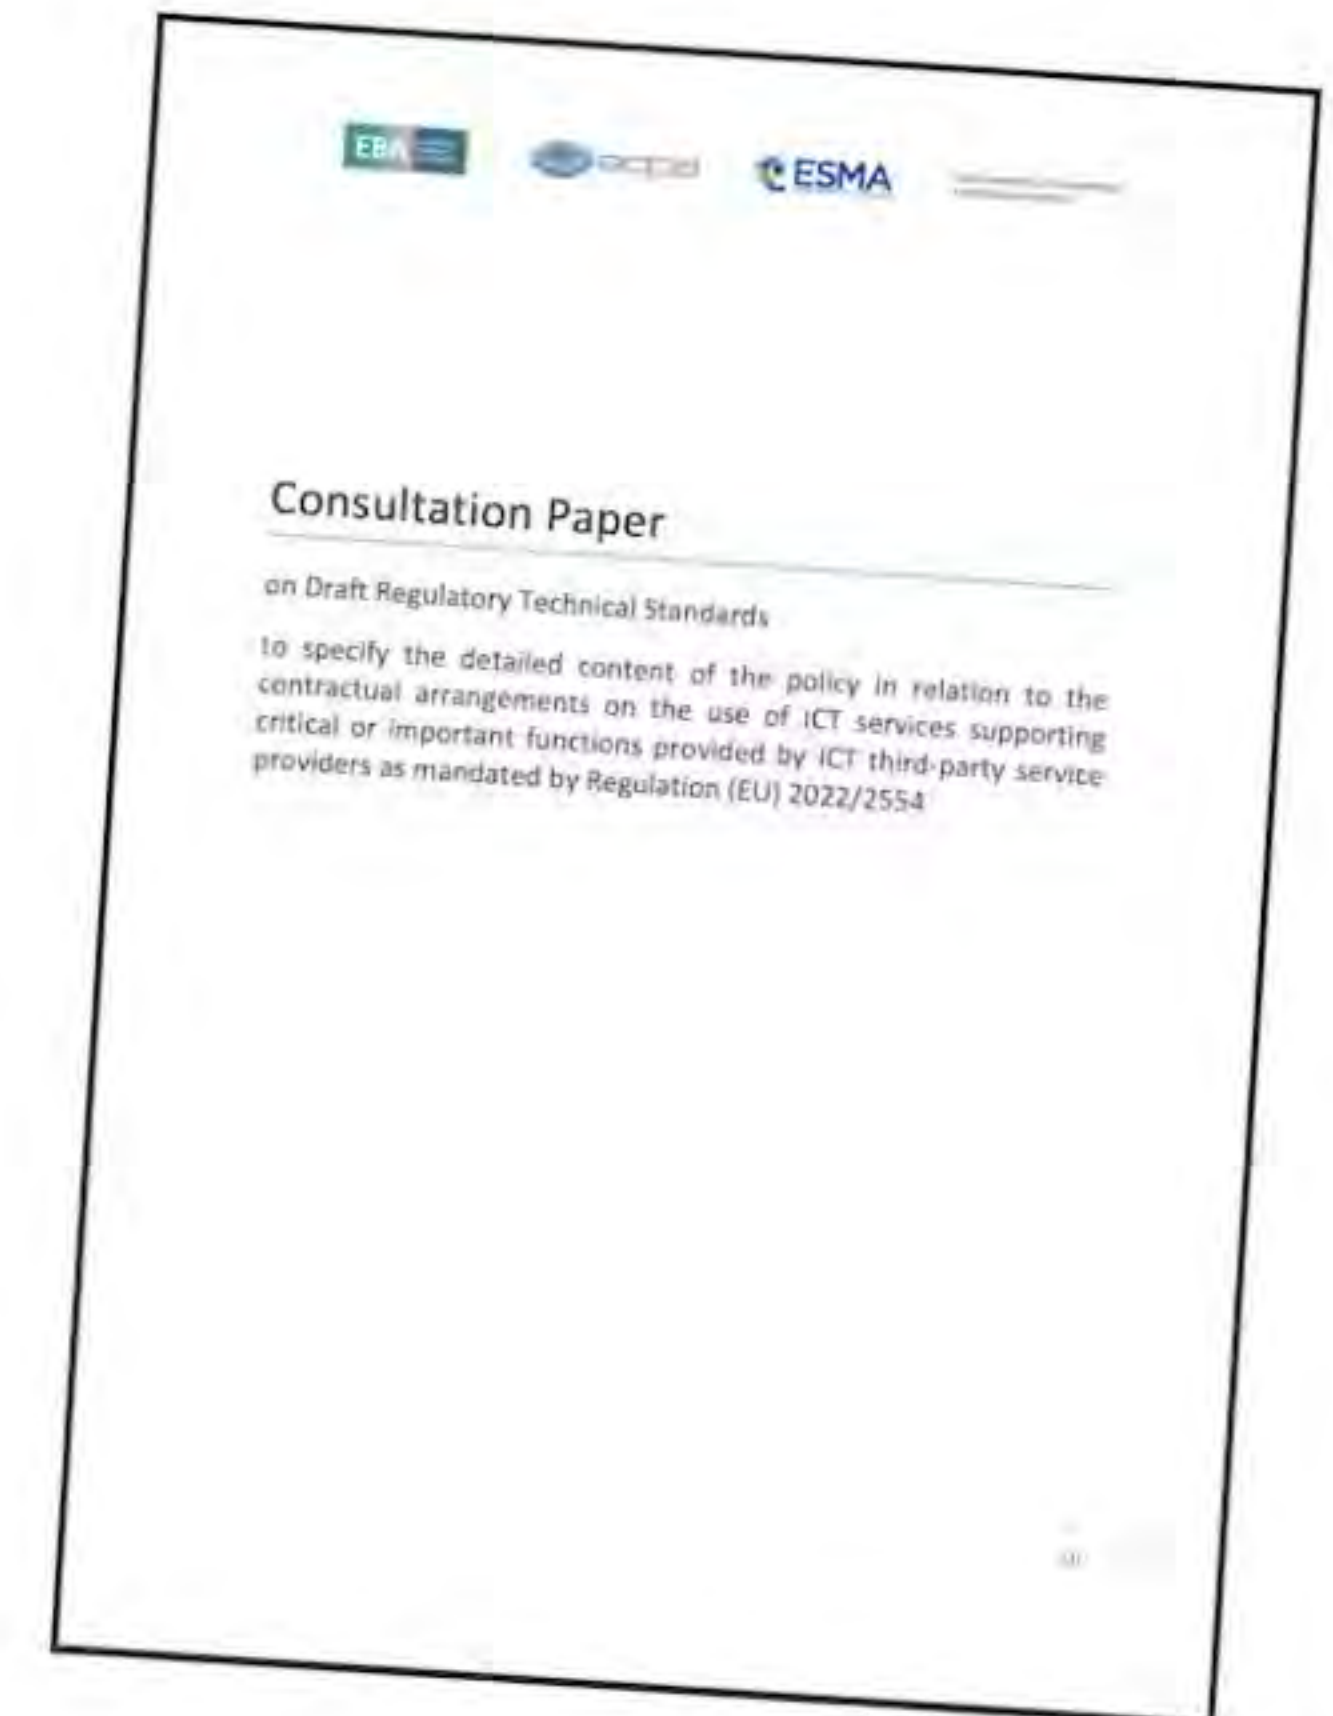 EBA
ESMA
Consultation Paper
on Draft Regulatory Technical Standards
to specify the detailed content of the policy in relation to the
contractual arrangements on the use of ICT services supporting
critical or important functions provided by ICT third-party service
providers as mandated by Regulation (EU) 2022/2554